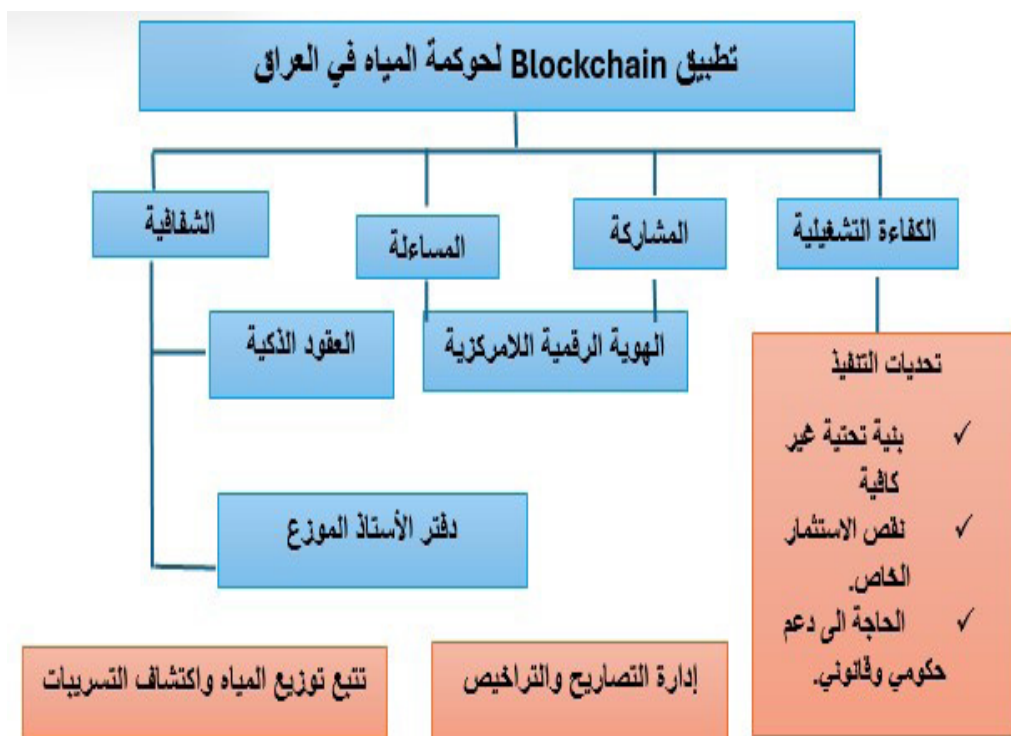 تطبيق Blockchain لحوكمة المياه في العراق
الكفاءة التشغيلية
المشاركة
المساءلة
الشفافية
الهوية الرقمية اللامركزية
العقود الذكية
دفتر الأستاذ الموزع
تحديات التنفيذ
✓ بنية تحتية غير
كافية
✓ نقص الاستثمار
الخاص.
✓ الحاجة الى دعم
حكومي وقانوني.
إدارة التصاريح والتراخيص
تتبع توزيع المياه واكتشاف التسريبات